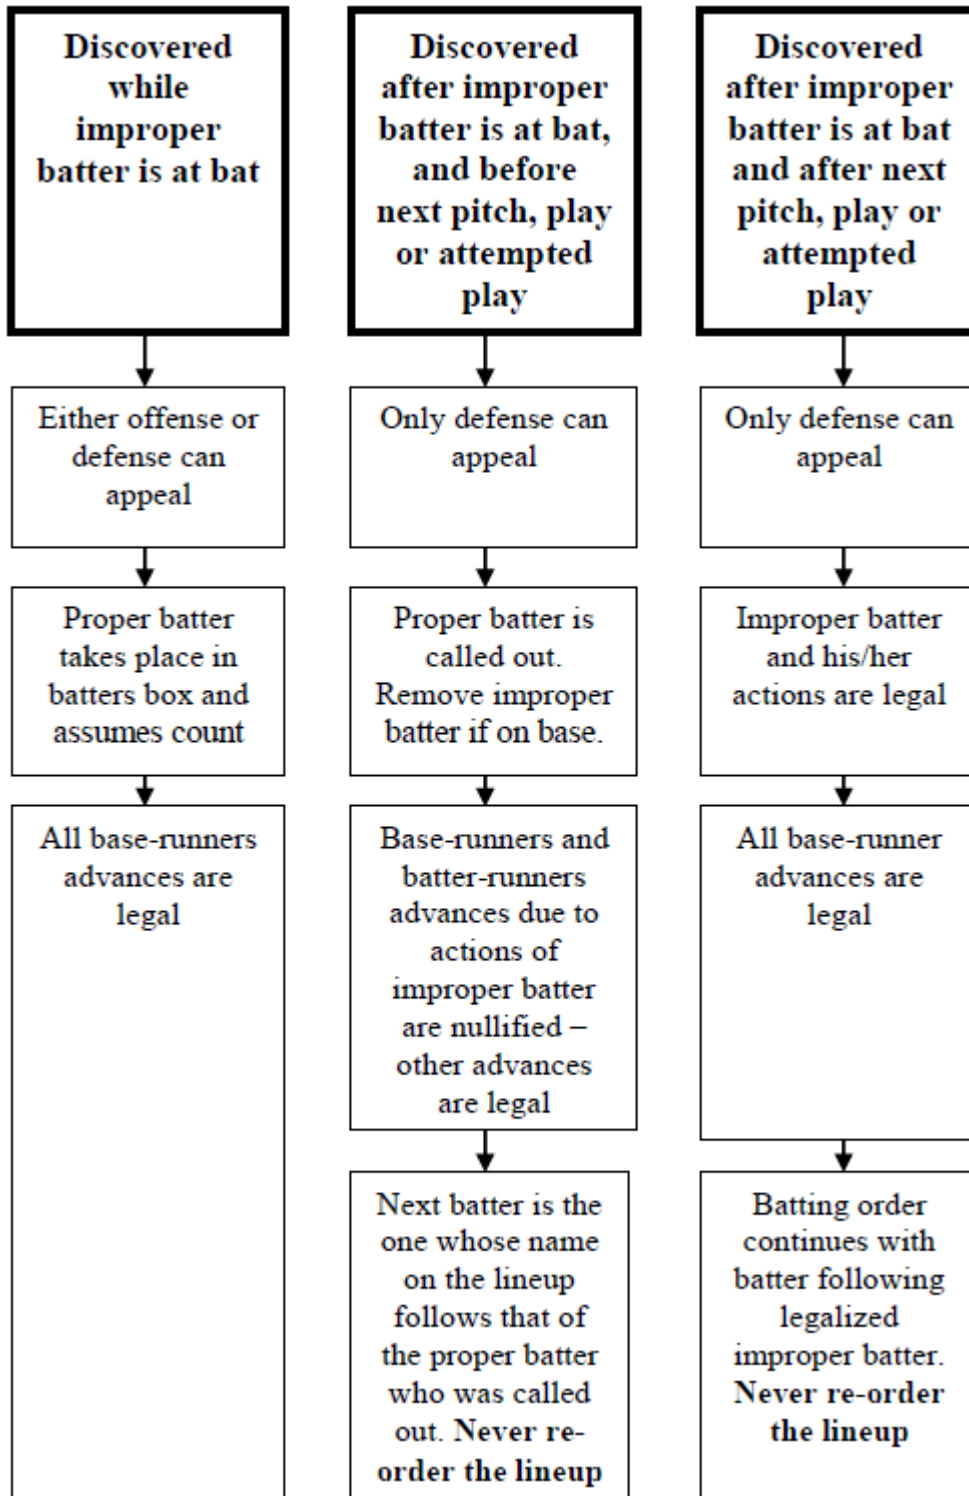 Discovered
while
improper
batter is at bat
Either offense or
defense can
appeal
Proper batter
takes place in
batters box and
assumes count
All base-runners
advances are
legal
Discovered
after improper
batter is at bat,
and before
next pitch, play
or attempted
play
Only defense can
appeal
Proper batter is
called out.
Remove improper
batter if on base.
Base-runners and
batter-runners
advances due to
actions of
improper batter
are nullified –
other advances
are legal
Next batter is the
one whose name
on the lineup
follows that of
the proper batter
who was called
out. Never re-
order the lineup
Discovered
after improper
batter is at bat
and after next
pitch, play or
attempted
play
Only defense can
appeal
Improper batter
and his/her
actions are legal
All base-runner
advances are
legal
Batting order
continues with
batter following
legalized
improper batter.
Never re-order
the lineup